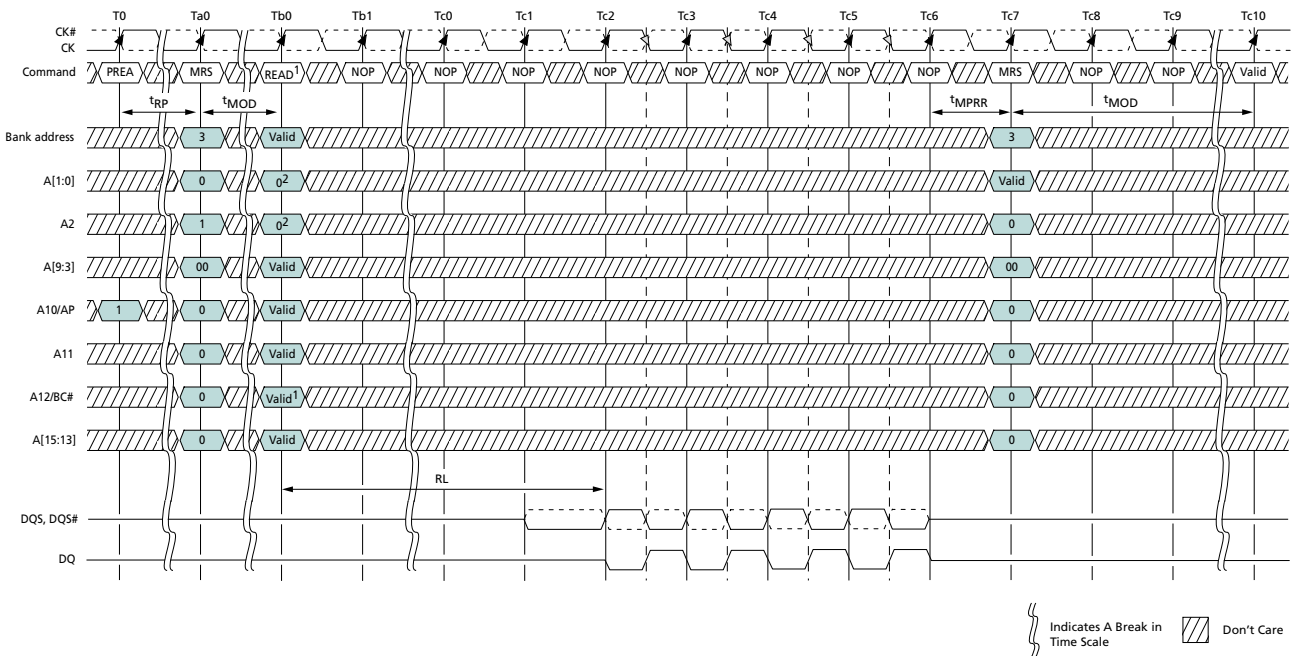 T0 Ta0 Tb0 Tb1 Tc0 Tc1 Tc2 Tc3 Tc4 Tc5 Tc6 Tc7 Tc8 Tc9 Tc10
CK#
CK
Command PREA MRS READ1 NOP NOP NOP NOP NOP NOP NOP NOP MRS NOP NOP Valid
tRP tMOD tMPRR tMOD
Bank address 3 Valid 3
A[1:0] 0 02 Valid
A2 1 02 0
A[9:3] 00 Valid 00
A10/AP 1 0 Valid 0
A11 0 Valid 0
A12/BC# 0 Valid1 0
A[15:13] 0 Valid 0
RL
DQS, DQS#
DQ
Indicates A Break in
Time Scale
Don't Care